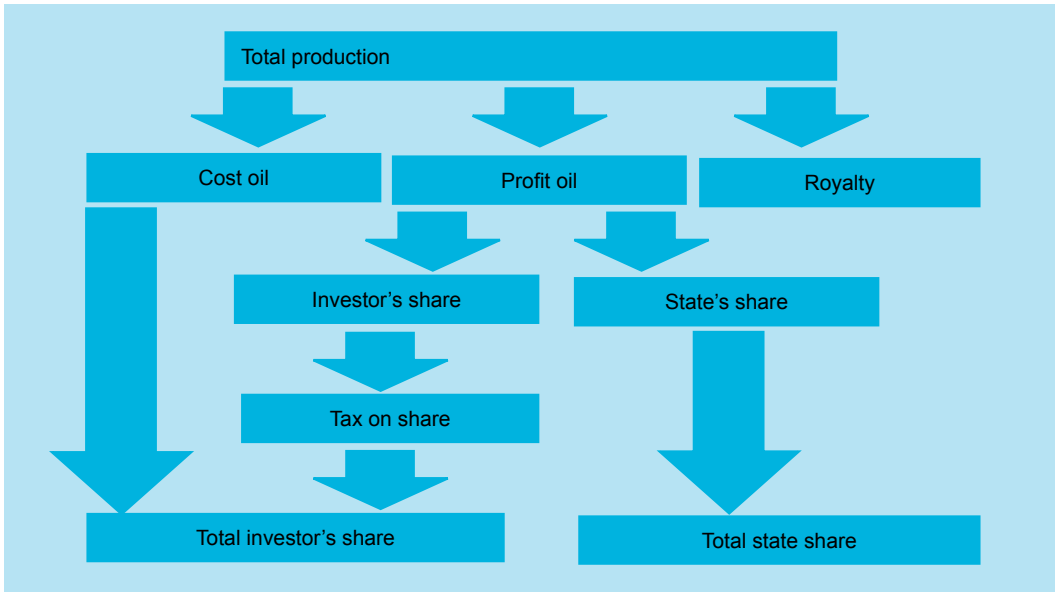 Total production
Cost oil
Profit oil
Royalty
Investor’s share
State’s share
Tax on share
Total investor’s share
Total state share